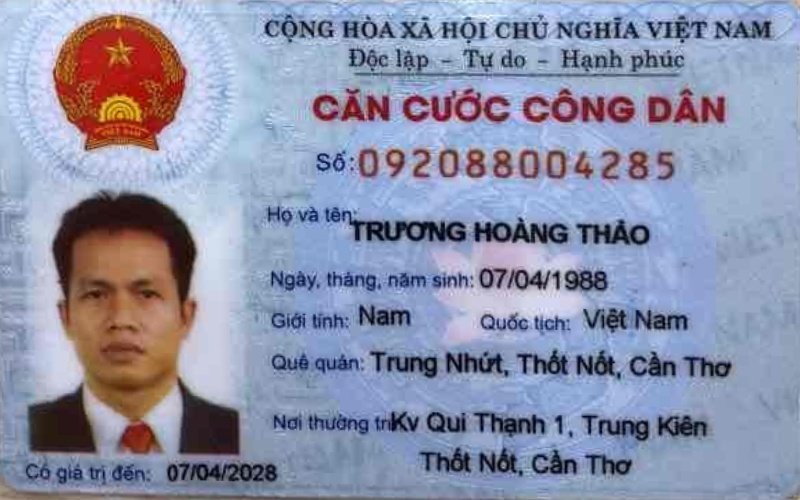 CỘNG HÒA XÃ HỘI CHỦ NGHĨA VIỆT NAM
Độc lập - Tự do - Hạnh phúc
CĂN CƯỚC CÔNG DÂN
Số: 092088004285
Họ và tên: TRƯƠNG HOÀNG THẢO
Ngày, tháng, năm sinh: 07/04/1988
Giới tính: Nam Quốc tịch: Việt Nam
Quê quán: Trung Nhứt, Thốt Nốt, Cần Thơ
Nơi thường trú: Kv Qui Thạnh 1, Trung Kiên
Thốt Nốt, Cần Thơ
Có giá trị đến: 07/04/2028